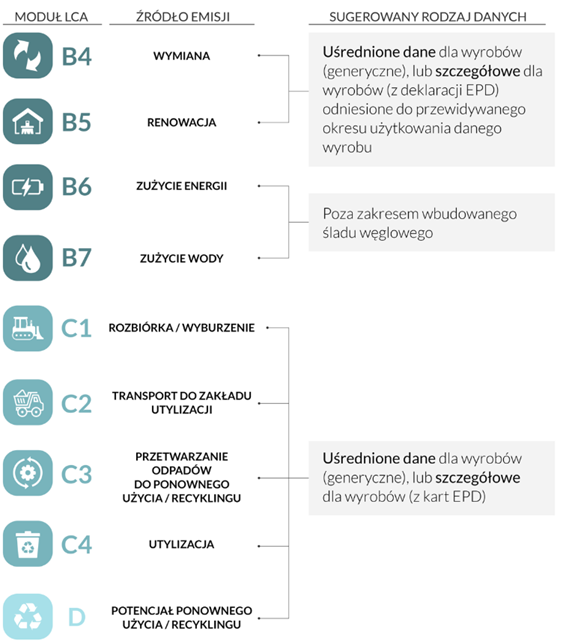 MODUŁ LCA
ŹRÓDŁO EMISJI
SUGEROWANY RODZAJ DANYCH
B4
WYMIANA
B5
RENOWACJA
Uśrednione dane dla wyrobów
(generyczne), lub szczegółowe dla
wyrobów (z deklaracji EPD)
odniesione do przewidywanego
okresu użytkowania danego
wyrobu
B6
ZUŻYCIE ENERGII
B7
ZUŻYCIE WODY
Poza zakresem wbudowanego
śladu węglowego
C1
ROZBIÓRKA / WYBURZENIE
C2
TRANSPORT DO ZAKŁADU
UTYLIZACJI
C3
PRZETWARZANIE
ODPADÓW
DO PONOWNEGO
UŻYCIA / RECYKLINGU
C4
UTYLIZACJA
D
POTENCJAŁ PONOWNEGO
UŻYCIA / RECYKLINGU
Uśrednione dane dla wyrobów
(generyczne), lub szczegółowe
dla wyrobów (z kart EPD)